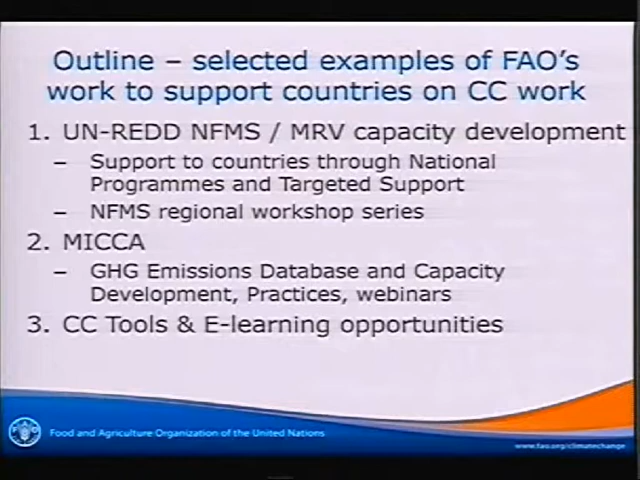 Outline – selected examples of FAO's
work to support countries on CC work
1. UN-REDD NFMS / MRV capacity development
– Support to countries through National
Programmes and Targeted Support
– NFMS regional workshop series
2. MICCA
– GHG Emissions Database and Capacity
Development, Practices, webinars
3. CC Tools & E-learning opportunities
Food and Agriculture Organization of the United Nations
www.fao.org/climatechange